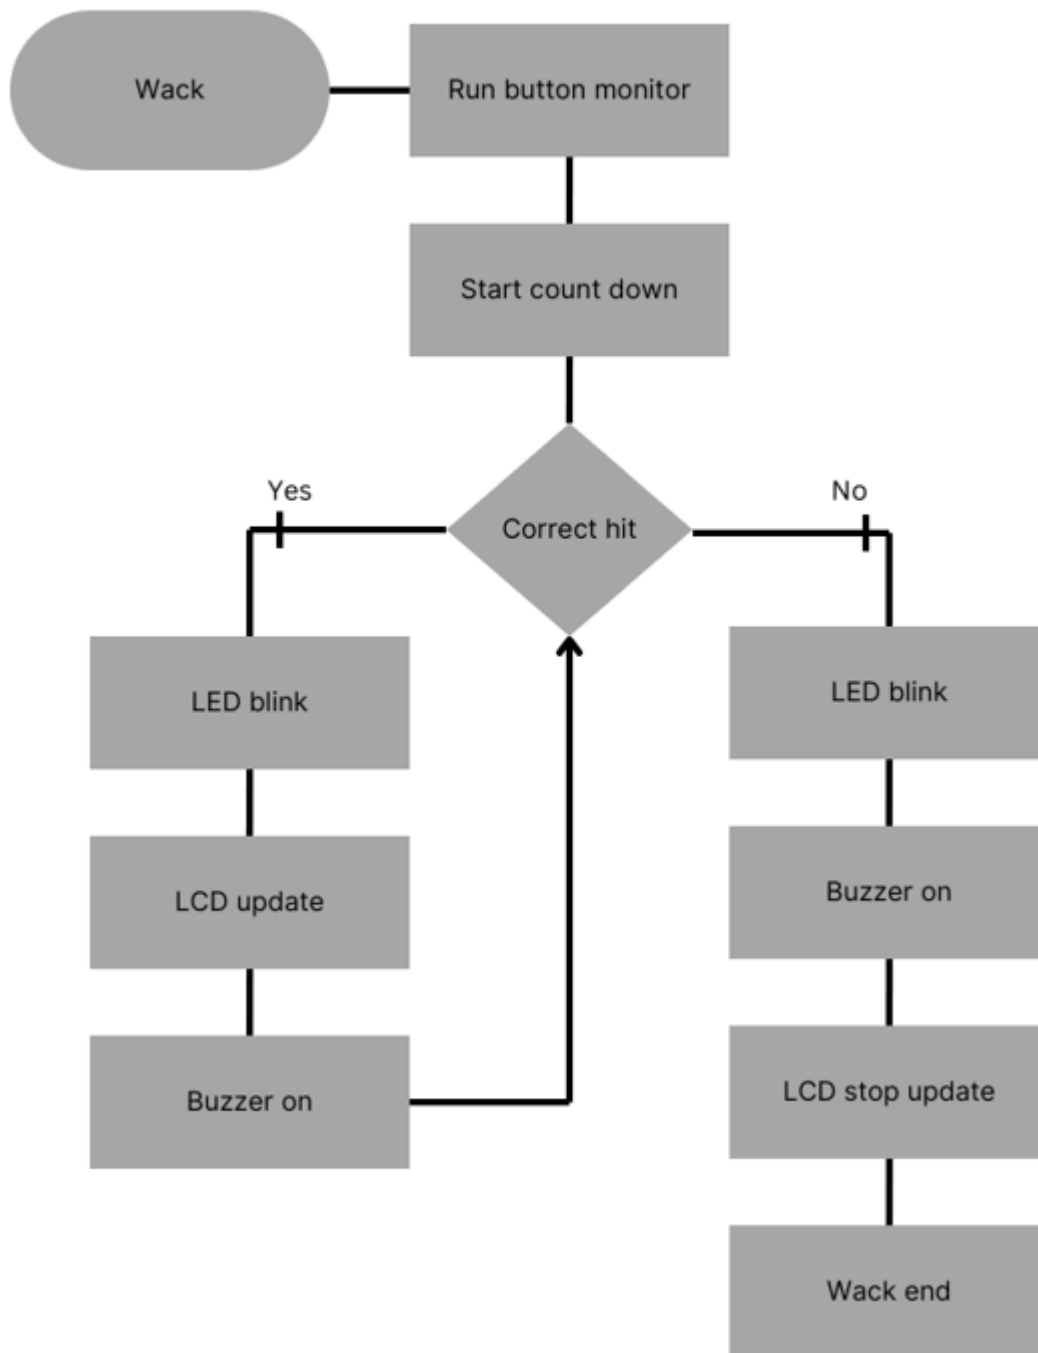 Wack
Run button monitor
Start count down
Correct hit
Yes
No
LED blink
LCD update
Buzzer on
LED blink
Buzzer on
LCD stop update
Wack end